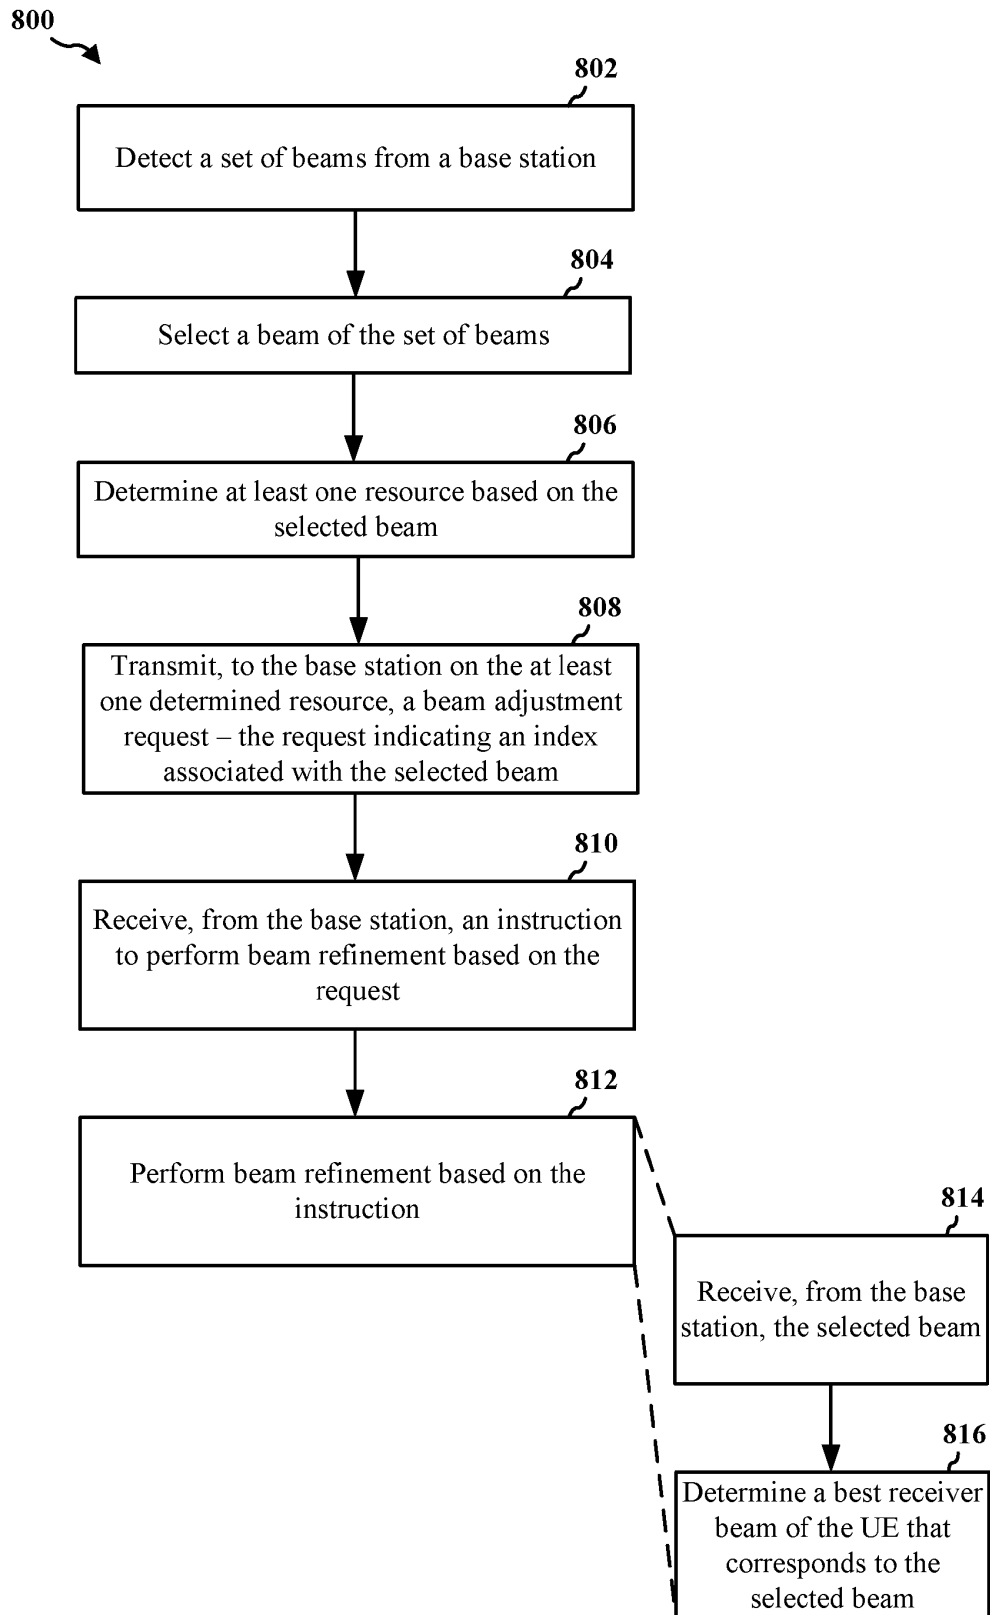 800
802
Detect a set of beams from a base station
804
Select a beam of the set of beams
806
Determine at least one resource based on the
selected beam
808
Transmit, to the base station on the at least
one determined resource, a beam adjustment
request – the request indicating an index
associated with the selected beam
810
Receive, from the base station, an instruction
to perform beam refinement based on the
request
812
Perform beam refinement based on the
instruction
814
Receive, from the base
station, the selected beam
816
Determine a best receiver
beam of the UE that
corresponds to the
selected beam